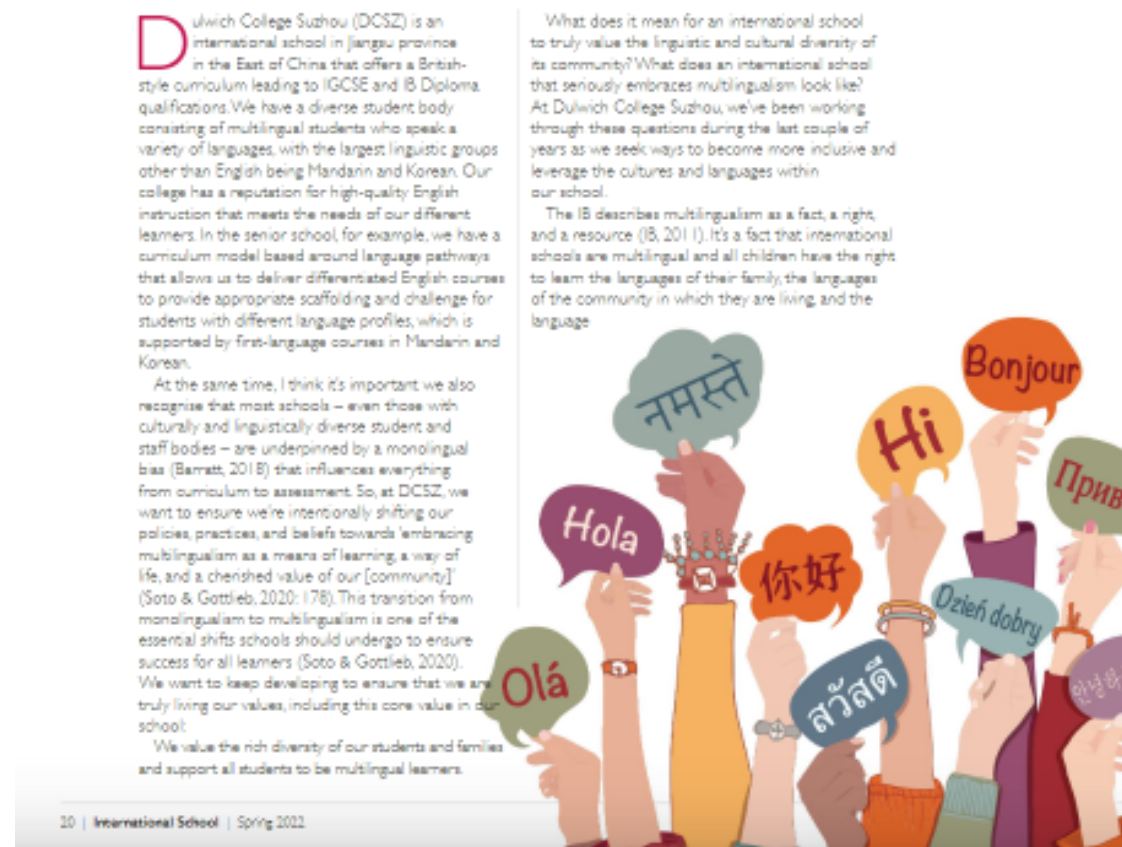 Dulwich College Suzhou (DCSZ) is an
international school in Jiangsu province
in the East of China that offers a British-
style curriculum leading to IGCSE and IB Diploma
qualifications. We have a diverse student body
consisting of multilingual students who speak a
variety of languages, with the largest linguistic groups
other than English being Mandarin and Korean. Our
college has a reputation for high-quality English
instruction that meets the needs of our different
learners. In the senior school, for example, we have a
curriculum model based around language pathways
that allows us to deliver differentiated English courses
to provide appropriate scaffolding and challenge for
students with different language profiles, which is
supported by first-language courses in Mandarin and
Korean.
At the same time, I think it's important we also
recognise that most schools – even those with
culturally and linguistically diverse student and
staff bodies – are underpinned by a monolingual
bias (Barratt, 2018) that influences everything
from curriculum to assessment. So, at DCSZ, we
want to ensure we're intentionally shifting our
policies, practices, and beliefs towards 'embracing
multilingualism as a means of learning, a way of
life, and a cherished value of our [community]'
(Soto & Gottlieb, 2020: 178). This transition from
monolingualism to multilingualism is one of the
essential shifts schools should undergo to ensure
success for all learners (Soto & Gottlieb, 2020).
We want to keep developing to ensure that we are
truly living our values, including this core value in our
school:
We value the rich diversity of our students and families
and support all students to be multilingual learners.
What does it mean for an international school
to truly value the linguistic and cultural diversity of
its community? What does an international school
that seriously embraces multilingualism look like?
At Dulwich College Suzhou, we've been working
through these questions during the last couple of
years as we seek ways to become more inclusive and
leverage the cultures and languages within
our school.
The IB describes multilingualism as a fact, a right,
and a resource (IB, 2011). It's a fact that international
schools are multilingual and all children have the right
to learn the languages of their family, the languages
of the community in which they are living, and the
language
नमस्ते
Bonjour
Hi
Прив
Hola
你好
Dzień dobry
Olá
สวัสดี
안녕하
20 | International School | Spring 2022